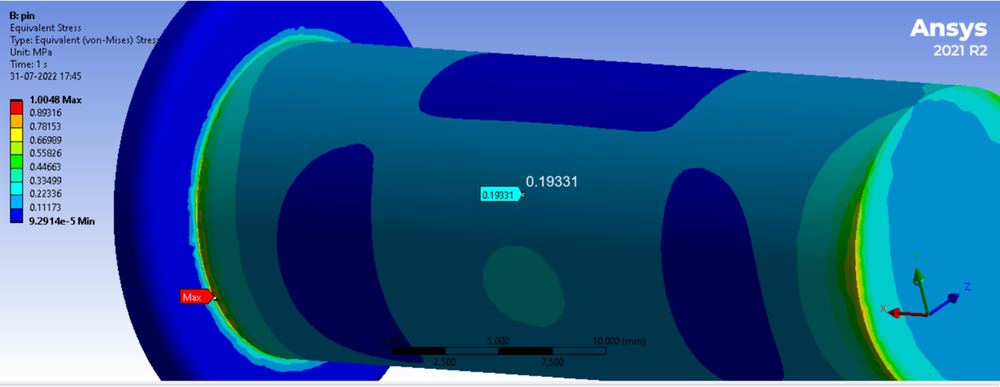 B: pin
Equivalent Stress
Type: Equivalent (von-Mises) Stress
Unit: MPa
Time: 1 s
31-07-2022 17:45
1.0048 Max
0.89316
0.78153
0.66989
0.55826
0.44663
0.33499
0.22336
0.11173
9.2914e-5 Min
Ansys
2021 R2
0.19331
0.19331
Max
Y
Z
X
0.000 5.000 10.000 (mm)
2.500 7.500